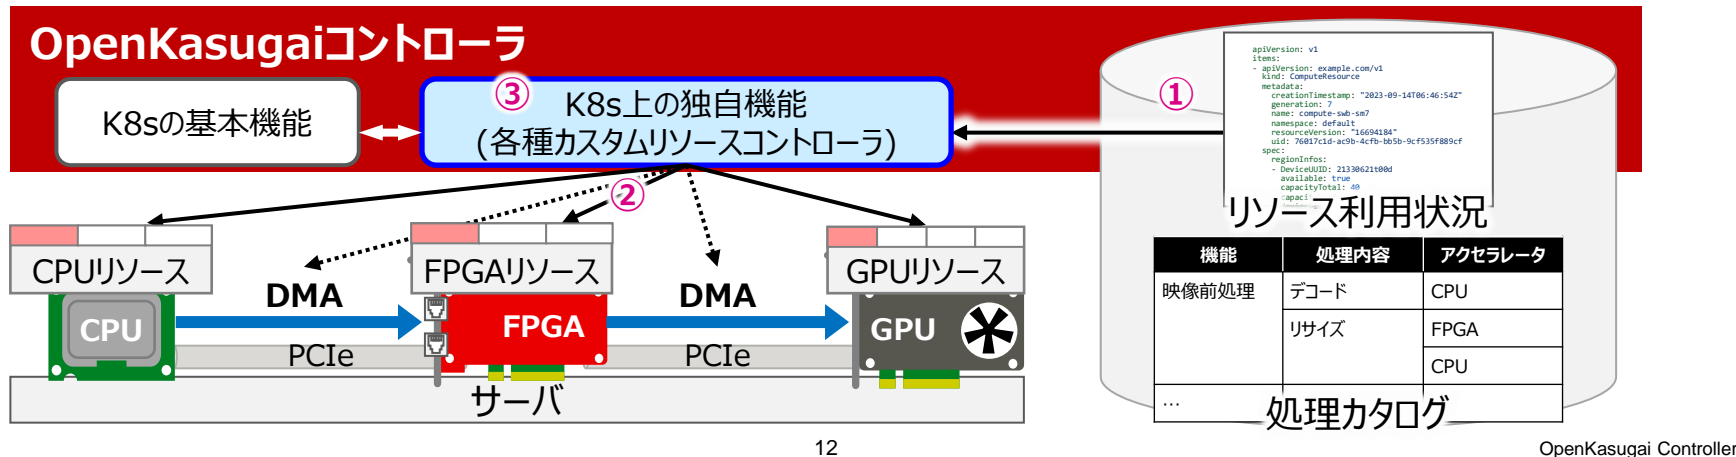 OpenKasugaiコントローラ
K8sの基本機能
③
K8s上の独自機能
(各種カスタムリソースコントローラ)
①
apiVersion: v1
items:
- apiVersion: example.com/v1
kind: ComputeResource
metadata:
creationTimestamp: "2023-09-14T06:46:54Z"
generation: 7
name: compute-swb-sm7
namespace: default
resourceVersion: "16694184"
uid: 76017c1d-ac9b-4cfb-bb5b-9cf535f889cf
spec:
regionInfos:
- DeviceUUID: 21330621t00d
available: true
capacityTotal: 40
リソース利用状況
②
CPUリソース
FPGAリソース
GPUリソース
DMA
DMA
CPU
FPGA
GPU
PCIe
PCIe
サーバ
機能 処理内容 アクセラレータ
映像前処理 デコード CPU
リサイズ FPGA
CPU
…
処理カタログ
12
OpenKasugai Controller